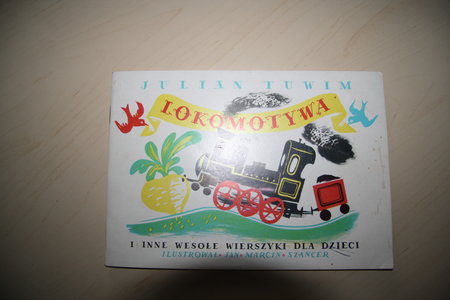 JULIAN TUWIM
LOKOMOTYWA
I INNE WESOŁE WIERSZYKI DLA DZIECI
ILUSTROWAŁ · JAN · MARCIN · SZANCER